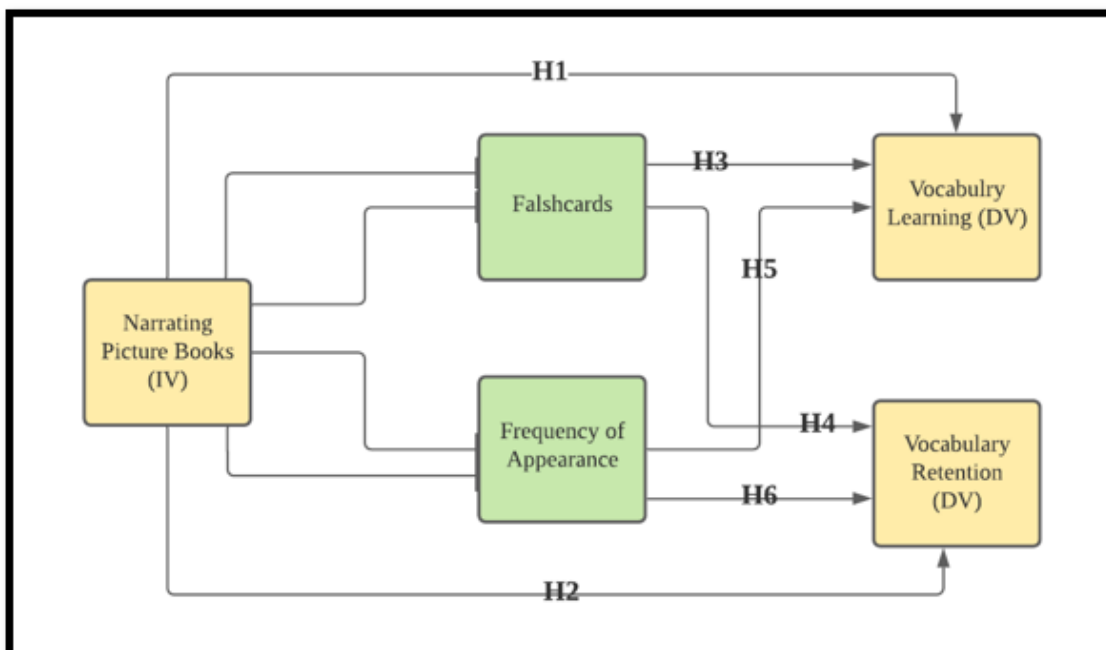 H1
H3
Falshcards
Vocabulry
Learning (DV)
H5
Narrating
Picture Books
(IV)
Frequency of
Appearance
H4
Vocabulary
Retention
(DV)
H6
H2